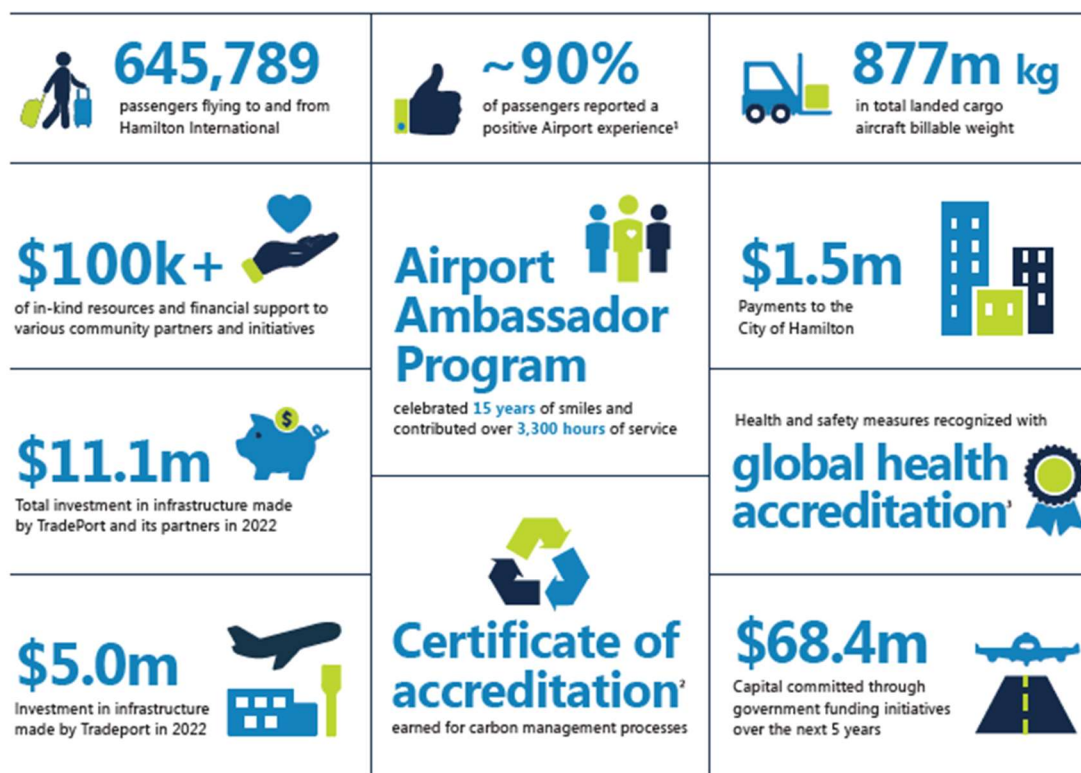 645,789
passengers flying to and from
Hamilton International
~90%
of passengers reported a
positive Airport experience¹
877m kg
in total landed cargo
aircraft billable weight
$100k+
of in-kind resources and financial support to
various community partners and initiatives
Airport
Ambassador
Program
celebrated 15 years of smiles and
contributed over 3,300 hours of service
$1.5m
Payments to the
City of Hamilton
$11.1m
$
Total investment in infrastructure made
by TradePort and its partners in 2022
Health and safety measures recognized with
global health
accreditation³
$5.0m
Investment in infrastructure
made by Tradeport in 2022
Certificate of
accreditation²
earned for carbon management processes
$68.4m
Capital committed through
government funding initiatives
over the next 5 years